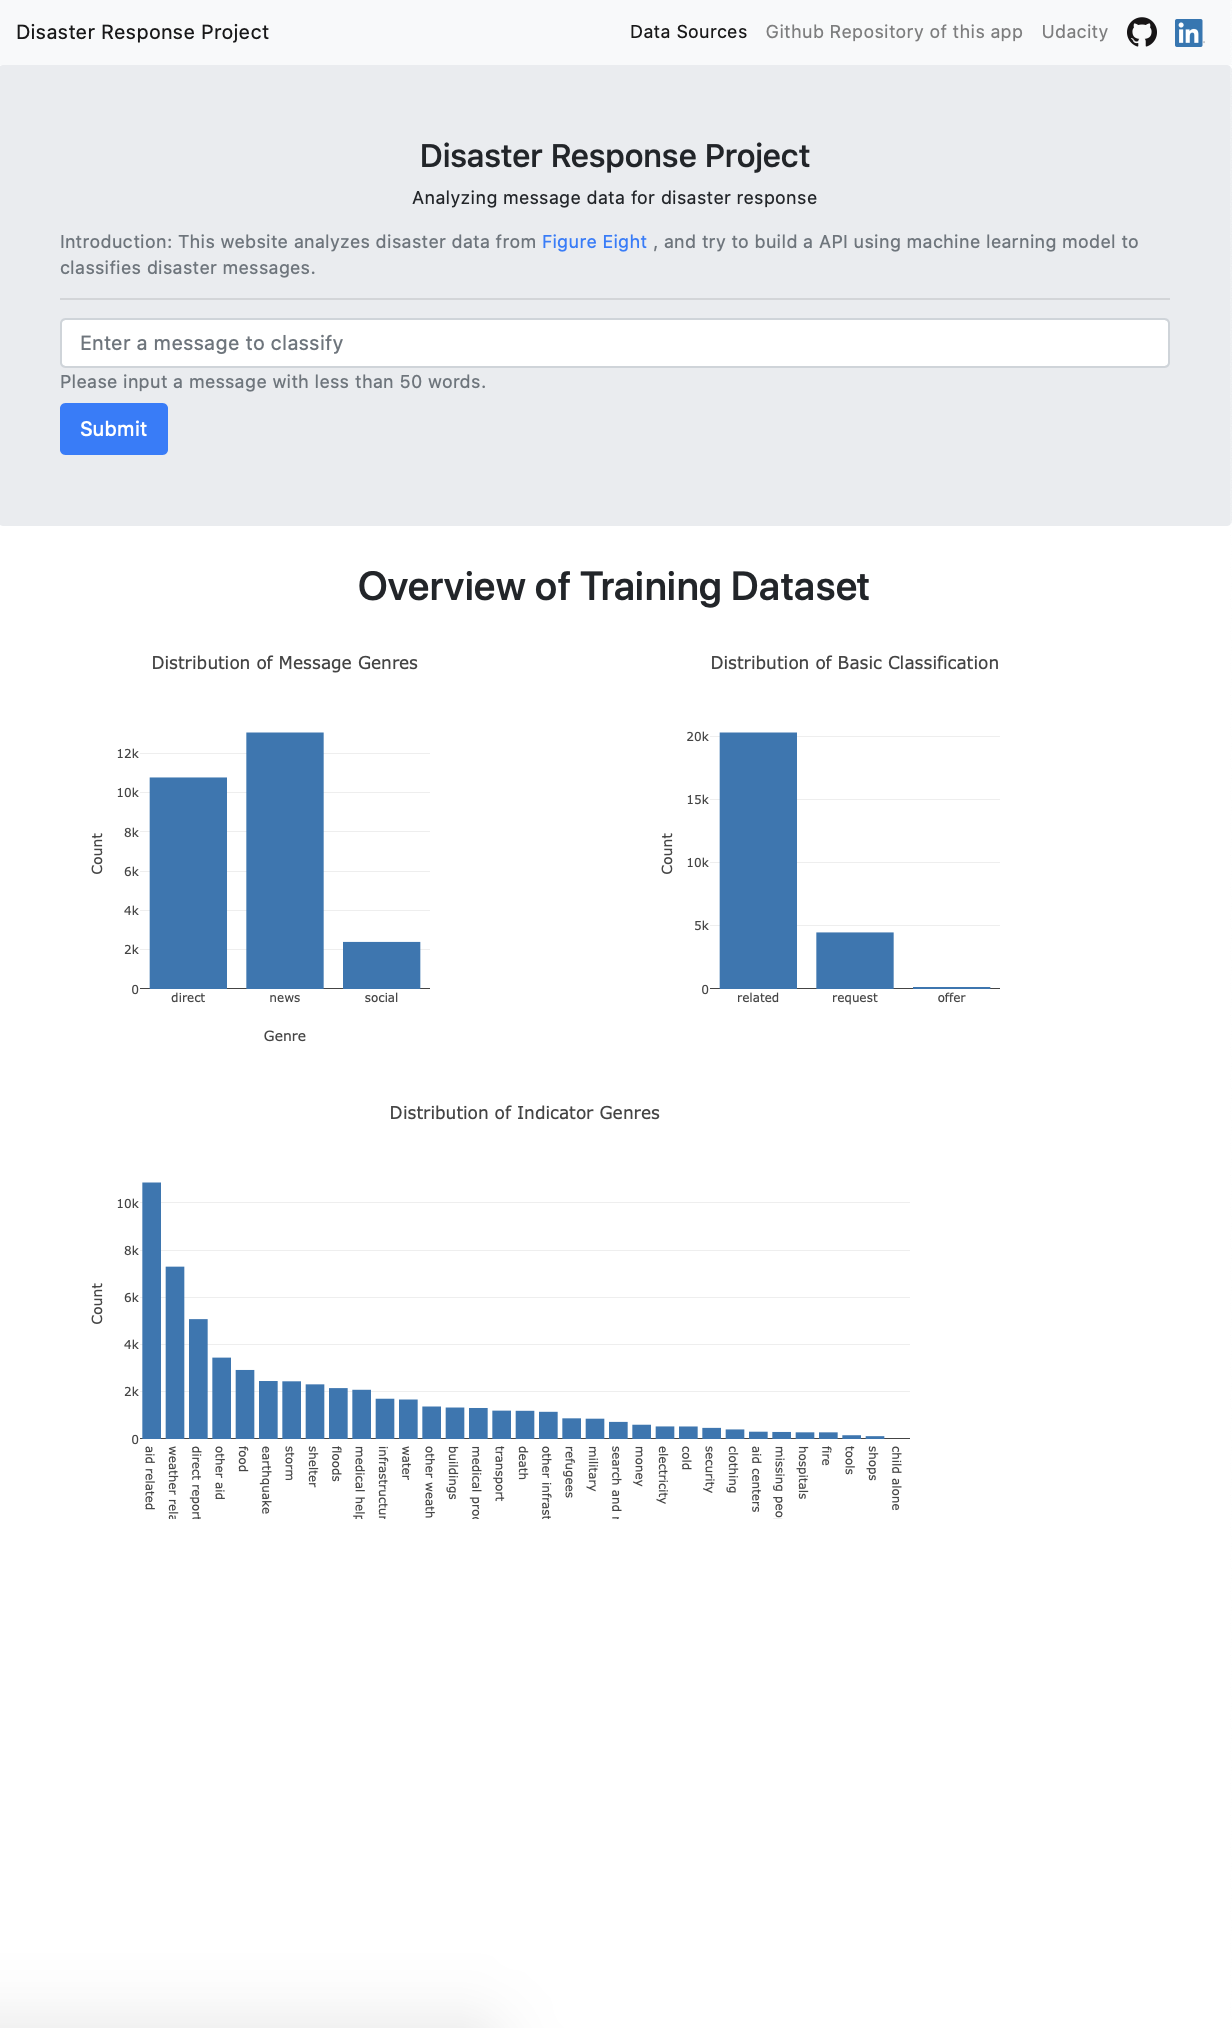 Disaster Response Project
Data Sources
Github Repository of this app
Udacity
in
Disaster Response Project
Analyzing message data for disaster response
Introduction: This website analyzes disaster data from Figure Eight , and try to build a API using machine learning model to
classifies disaster messages.
Enter a message to classify
Please input a message with less than 50 words.
Submit
Overview of Training Dataset
Distribution of Message Genres
12k
10k
8k
6k
4k
2k
0
Count
direct
news
social
Genre
Distribution of Basic Classification
20k
15k
10k
5k
0
Count
related
request
offer
Distribution of Indicator Genres
10k
8k
6k
4k
2k
0
Count
aid related
weather rela
direct report
other aid
food
earthquake
storm
shelter
floods
medical help
infrastructur
water
other weath
buildings
medical prod
transport
death
other infrast
refugees
military
search and r
money
electricity
cold
security
clothing
aid centers
missing peo
hospitals
fire
tools
shops
child alone